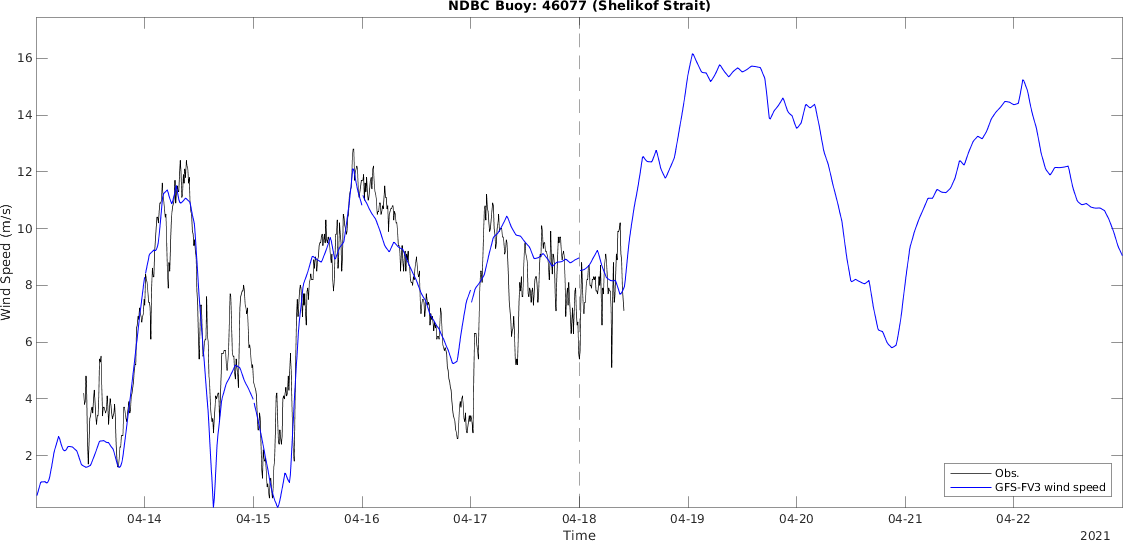 NDBC Buoy: 46077 (Shelikof Strait)
16
14
12
10
8
6
4
2
Wind Speed (m/s)
Obs.
GFS-FV3 wind speed
04-14 04-15 04-16 04-17 04-18 04-19 04-20 04-21 04-22
Time
2021